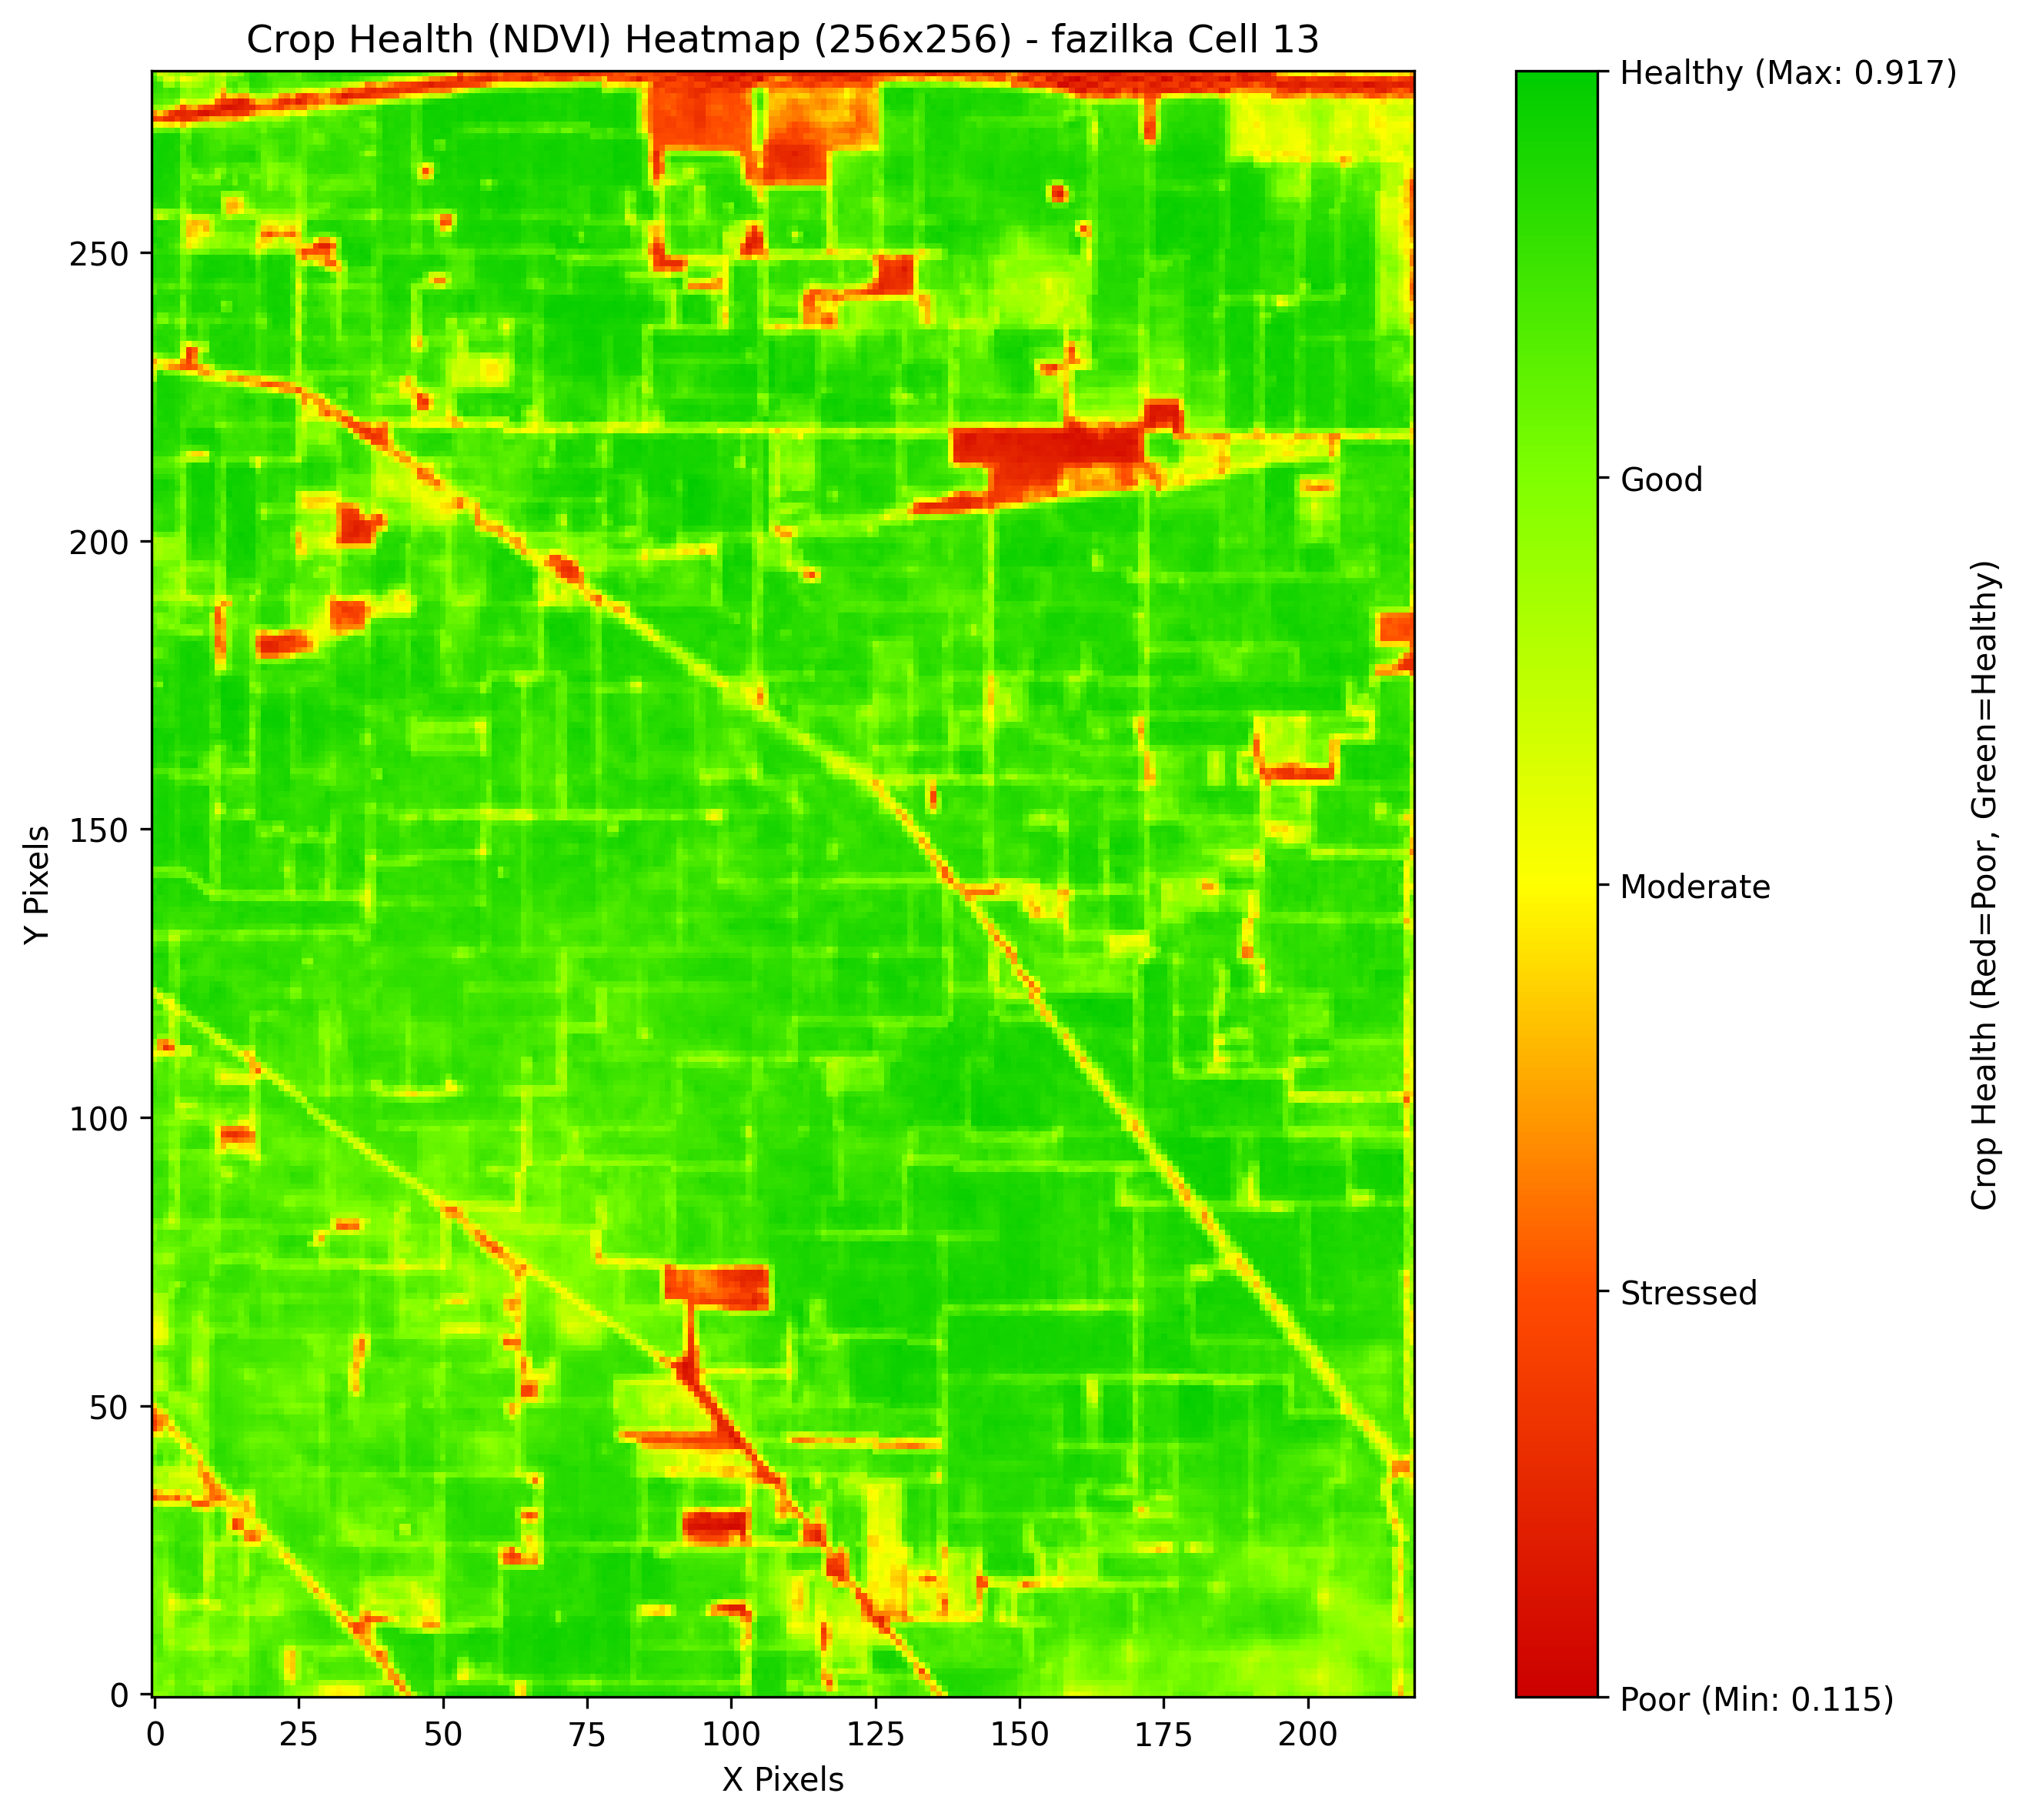 Crop Health (NDVI) Heatmap (256x256) - fazilka Cell 13
Healthy (Max: 0.917)
Good
Moderate
Stressed
Poor (Min: 0.115)
Crop Health (Red=Poor, Green=Healthy)
Y Pixels
250
200
150
100
50
0
0 25 50 75 100 125 150 175 200
X Pixels